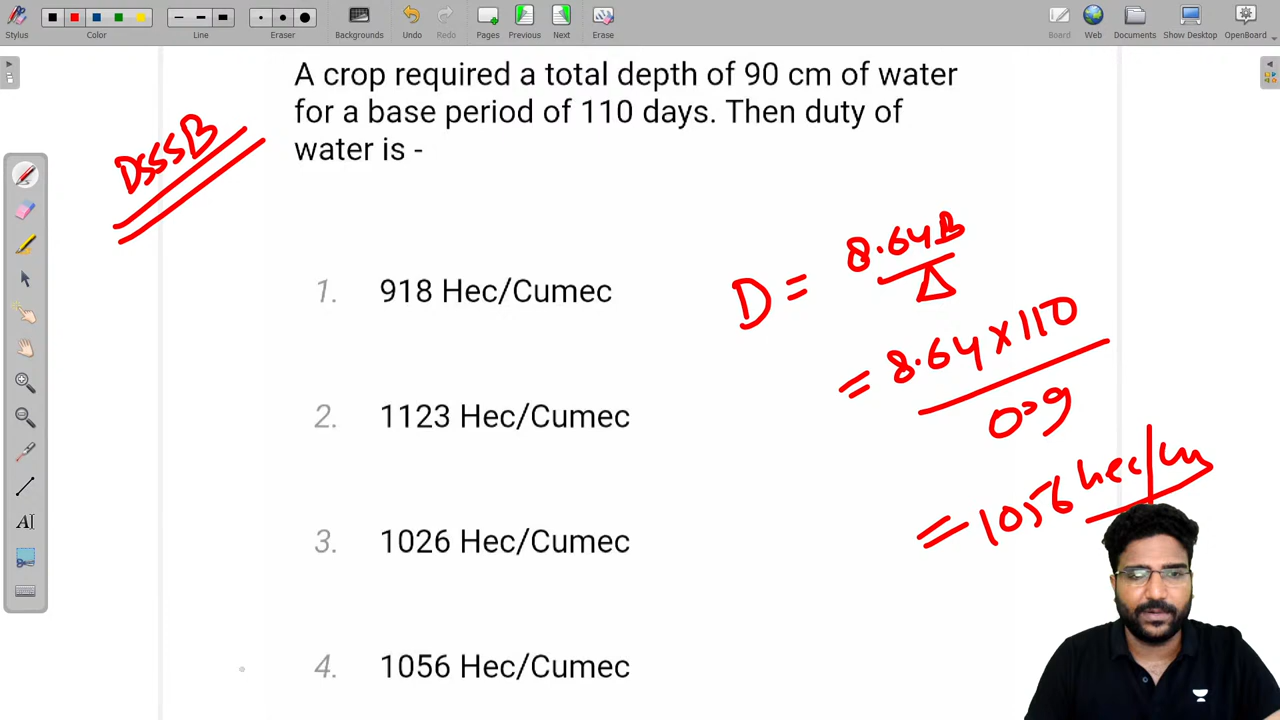 Stylus
Color
Line
Eraser
Backgrounds
Undo
Redo
Pages
Previous
Next
Erase
Board
Web
Documents
Show Desktop
OpenBoard
A crop required a total depth of 90 cm of water
for a base period of 110 days. Then duty of
water is -
DSSSB
1. 918 Hec/Cumec
2. 1123 Hec/Cumec
3. 1026 Hec/Cumec
4. 1056 Hec/Cumec
D = 8.64B
Δ
= 8.64 × 110
0.9
= 1056 hec/cu